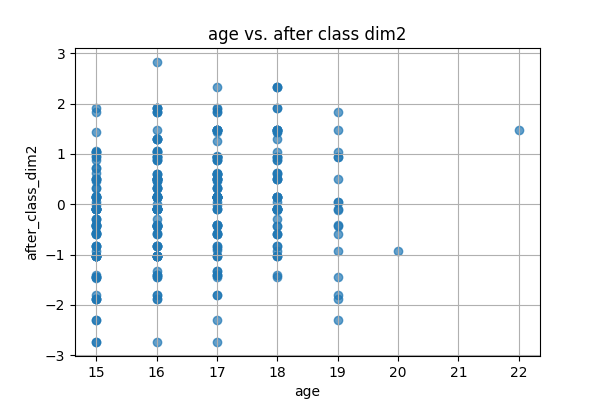 age vs. after class dim2
after_class_dim2
3
2
1
0
−1
−2
−3
15 16 17 18 19 20 21 22
age